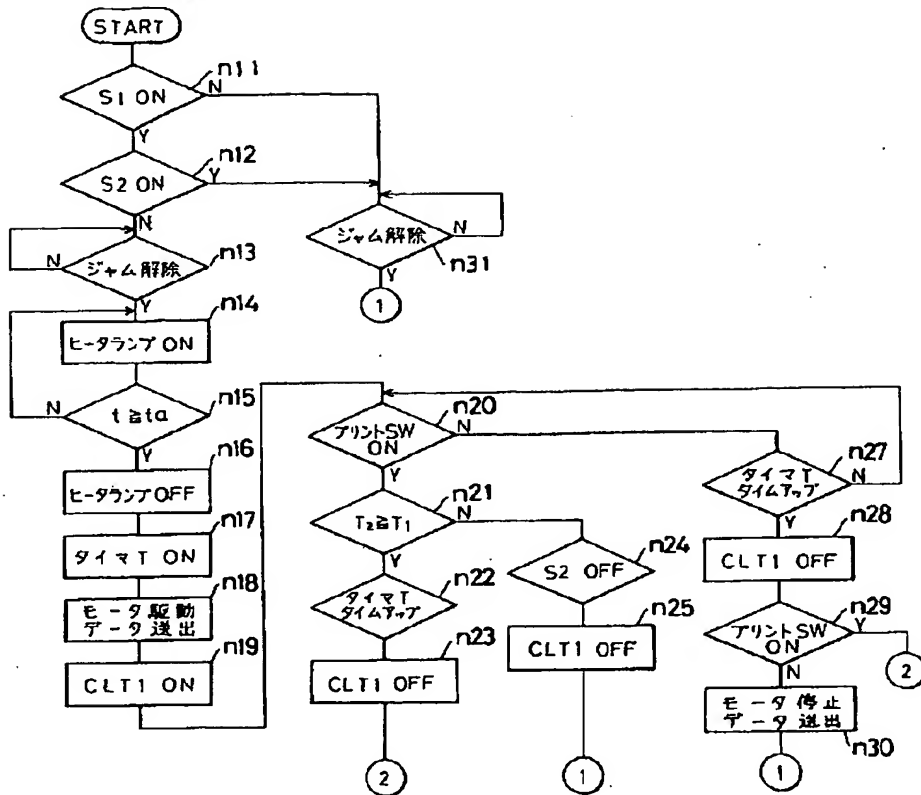 START
n11
S1 ON
N
Y
n12
S2 ON
Y
N
n13
ジャム解除
N
Y
ジャム解除
N
n31
Y
1
n14
ヒータランプ ON
n15
t≧ta
N
Y
n16
ヒータランプ OFF
n17
タイマT ON
n18
モータ駆動
データ送出
n19
CLT1 ON
n20
プリントSW
ON
N
Y
n21
T2≧T1
N
Y
n22
タイマT
タイムアップ
n23
CLT1 OFF
2
n24
S2 OFF
n25
CLT1 OFF
1
n27
タイマT
タイムアップ
N
Y
n28
CLT1 OFF
n29
プリントSW
ON
Y
N
2
モータ停止
データ送出
n30
1